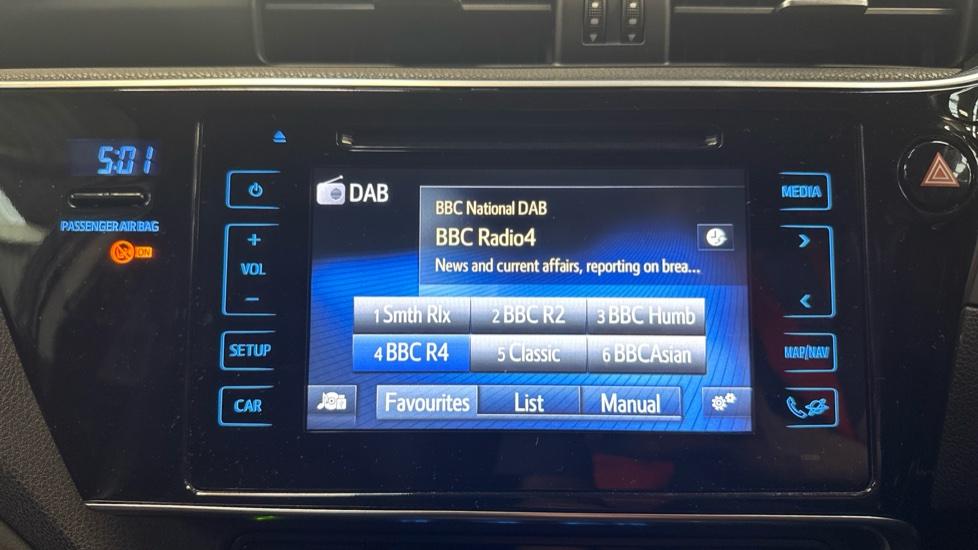 5:01
PASSENGER AIRBAG
ON
+
VOL
−
SETUP
CAR
DAB
BBC National DAB
BBC Radio4
News and current affairs, reporting on brea...
1 Smth Rlx
2 BBC R2
3 BBC Humb
4 BBC R4
5 Classic
6 BBCAsian
Favourites
List
Manual
MEDIA
>
<
MAP/NAV